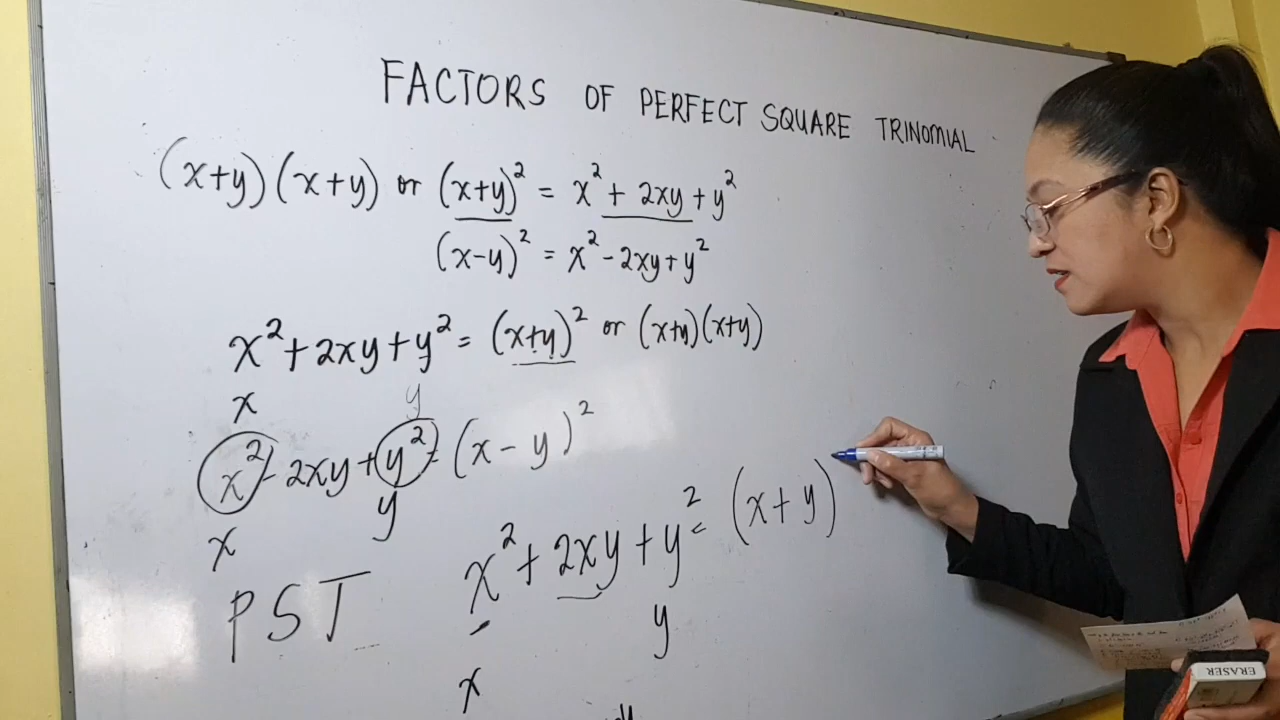 FACTORS OF PERFECT SQUARE TRINOMIAL
(x+y)(x+y) or (x+y)² = x² + 2xy + y²
(x-y)² = x² - 2xy + y²
x² + 2xy + y² = (x+y)² or (x+y)(x+y)
x y
x² - 2xy + y² = (x - y)²
x y
x² + 2xy + y² = (x + y)
x y
PST
y
ERASER